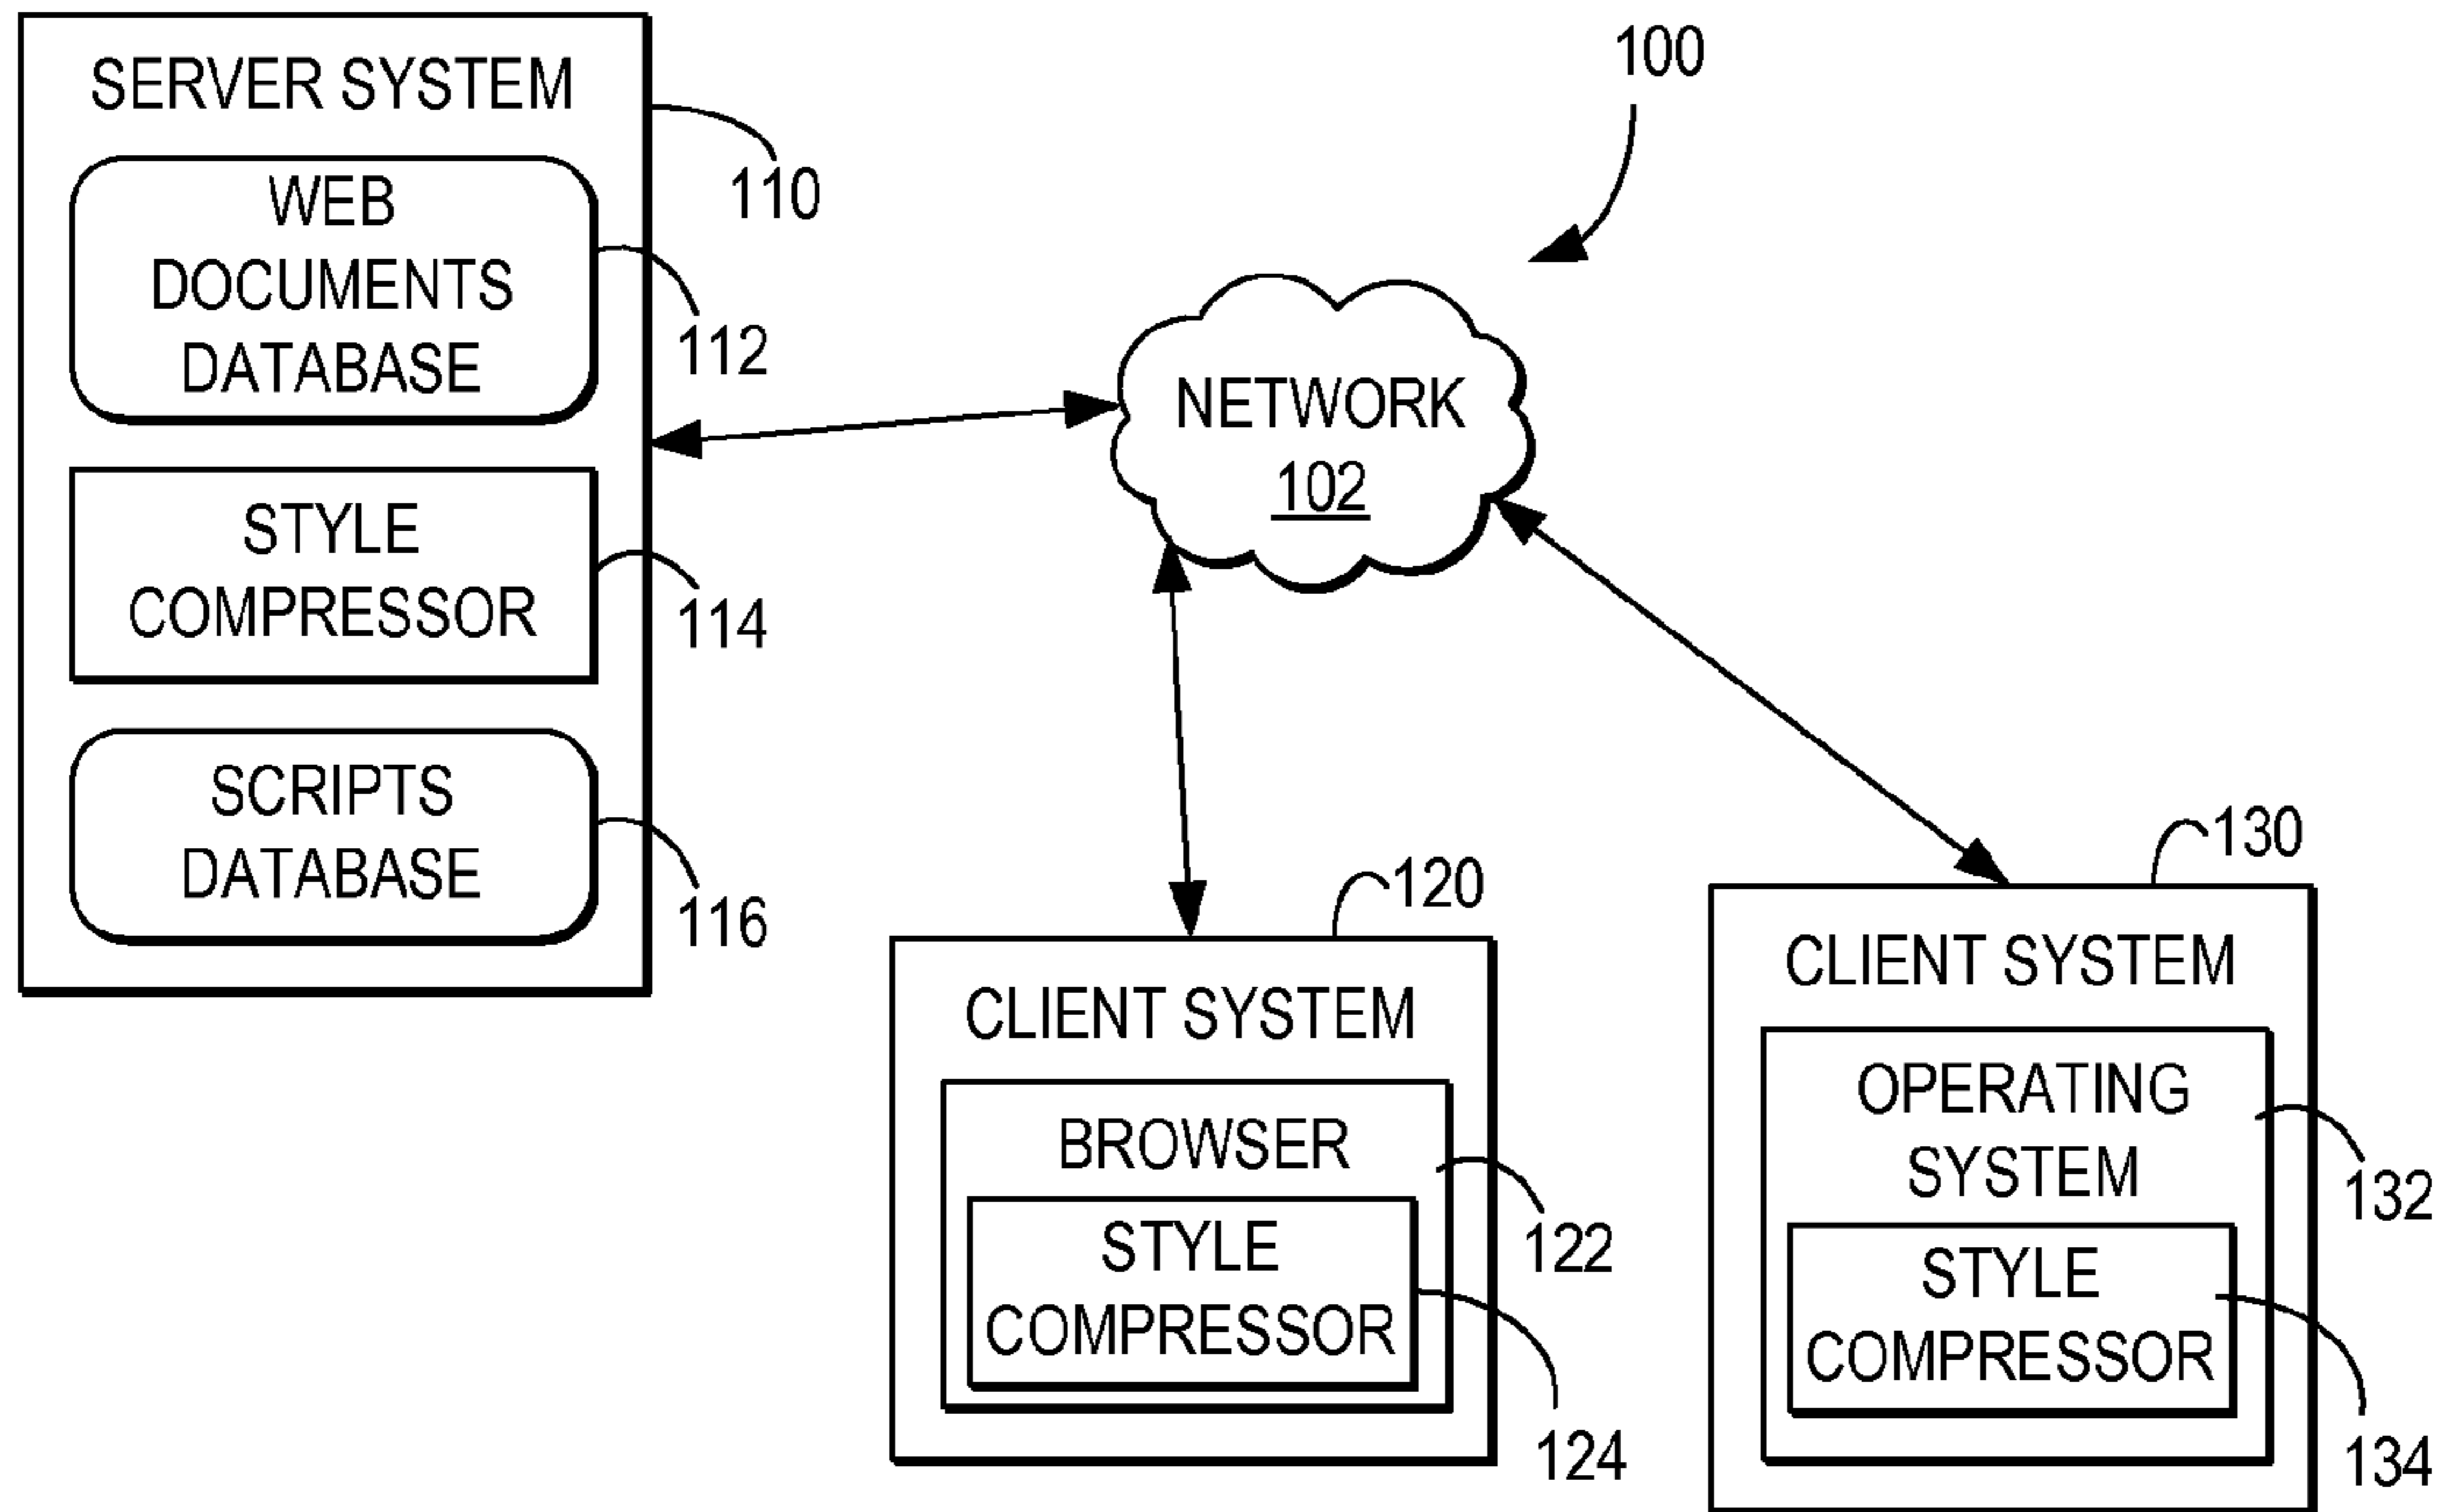 SERVER SYSTEM
110
WEB
DOCUMENTS
DATABASE
112
STYLE
COMPRESSOR
114
SCRIPTS
DATABASE
116
100
NETWORK
102
120
CLIENT SYSTEM
BROWSER
122
STYLE
COMPRESSOR
124
130
CLIENT SYSTEM
OPERATING
SYSTEM
132
STYLE
COMPRESSOR
134